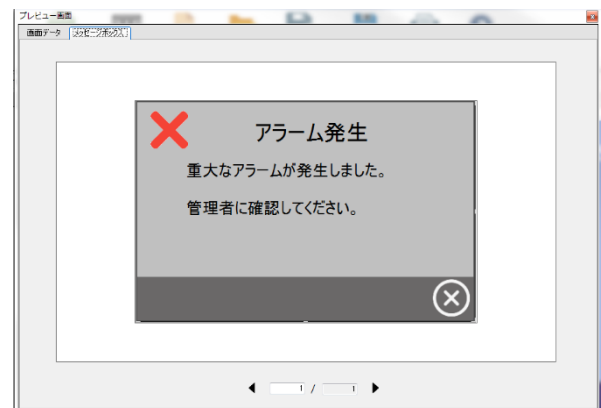 プレビュー画面
画面データ
メッセージボックス
アラーム発生
重大なアラームが発生しました。
管理者に確認してください。
1 / 1